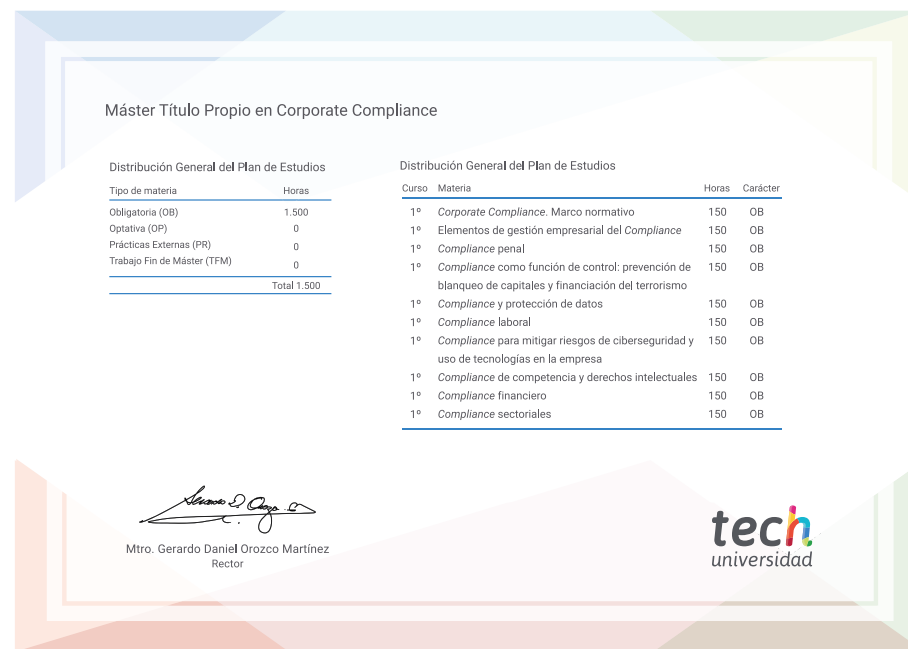 Máster Título Propio en Corporate Compliance
Distribución General del Plan de Estudios
Tipo de materia Horas
Obligatoria (OB) 1.500
Optativa (OP) 0
Prácticas Externas (PR) 0
Trabajo Fin de Máster (TFM) 0
Total 1.500
Distribución General del Plan de Estudios
Curso Materia Horas Carácter
1º Corporate Compliance. Marco normativo 150 OB
1º Elementos de gestión empresarial del Compliance 150 OB
1º Compliance penal 150 OB
1º Compliance como función de control: prevención de 150 OB
blanqueo de capitales y financiación del terrorismo
1º Compliance y protección de datos 150 OB
1º Compliance laboral 150 OB
1º Compliance para mitigar riesgos de ciberseguridad y 150 OB
uso de tecnologías en la empresa
1º Compliance de competencia y derechos intelectuales 150 OB
1º Compliance financiero 150 OB
1º Compliance sectoriales 150 OB
Mtro. Gerardo Daniel Orozco Martínez
Rector
tech
universidad